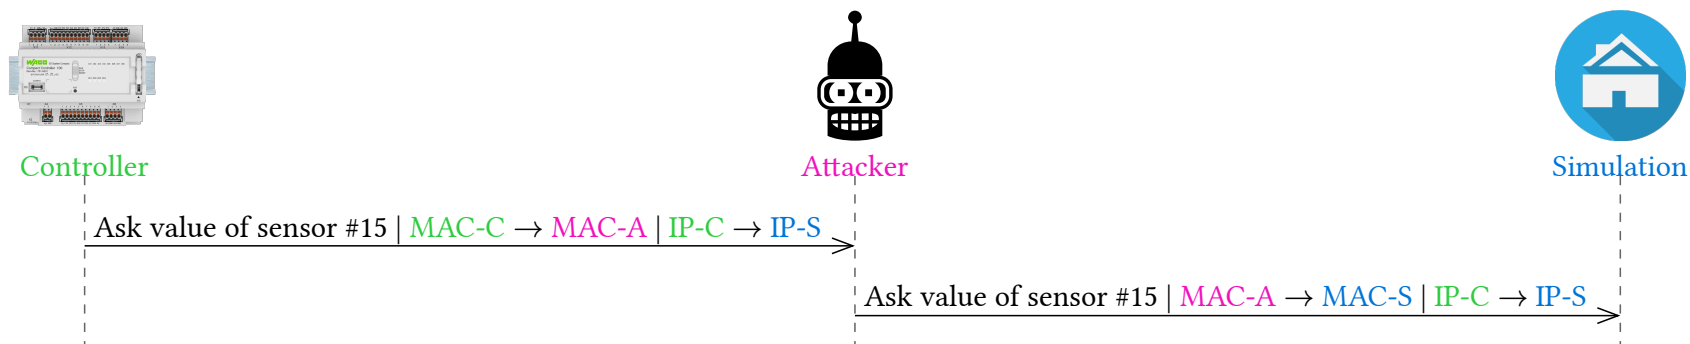 WAGO
Controller
Attacker
Simulation
Ask value of sensor #15 | MAC-C → MAC-A | IP-C → IP-S
Ask value of sensor #15 | MAC-A → MAC-S | IP-C → IP-S